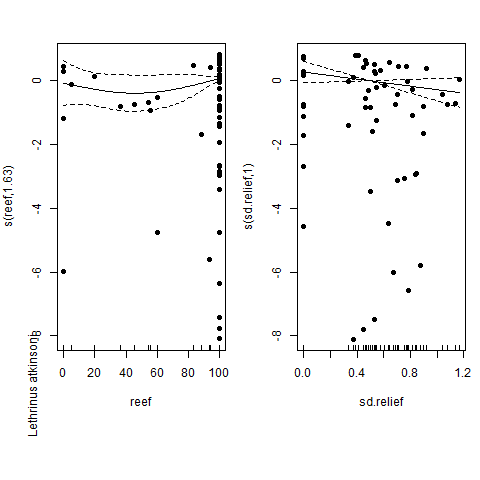 s(reef,1.63)
0
-2
-4
-6
-8
0 20 40 60 80 100
reef
Lethrinus atkinsoni
s(sd.relief,1)
0
-2
-4
-6
-8
0.0 0.4 0.8 1.2
sd.relief